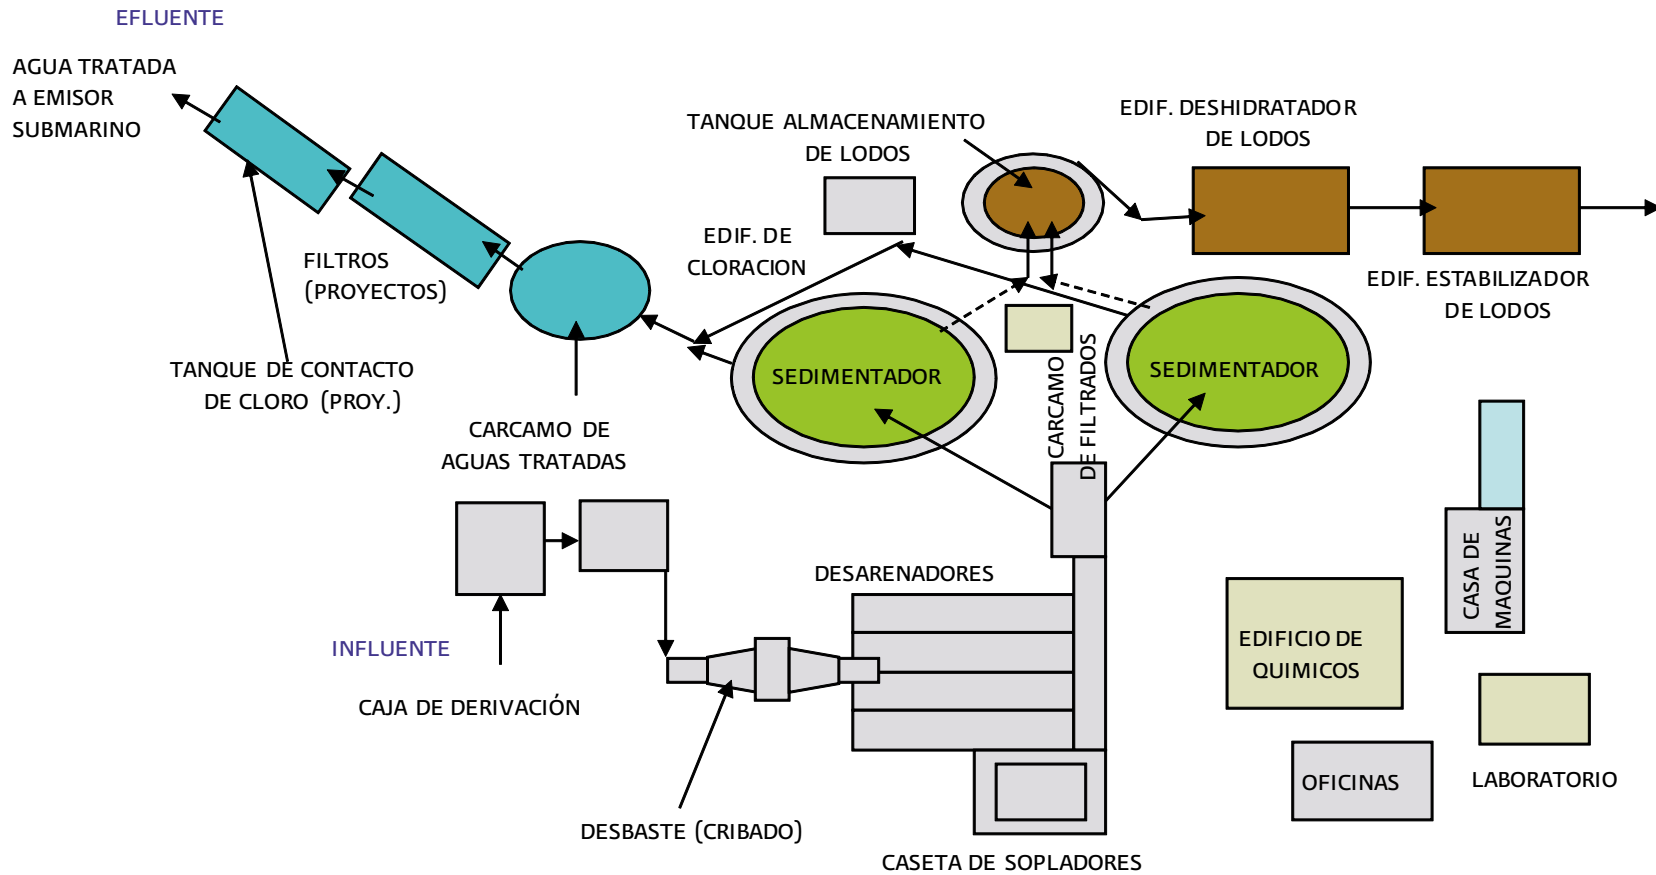 EFLUENTE
AGUA TRATADA
A EMISOR
SUBMARINO
TANQUE ALMACENAMIENTO
DE LODOS
EDIF. DESHIDRATADOR
DE LODOS
EDIF. DE
CLORACION
FILTROS
(PROYECTOS)
EDIF. ESTABILIZADOR
DE LODOS
TANQUE DE CONTACTO
DE CLORO (PROY.)
SEDIMENTADOR
CARCAMO
DE FILTRADOS
SEDIMENTADOR
CARCAMO DE
AGUAS TRATADAS
CASA DE
MAQUINAS
DESARENADORES
INFLUENTE
EDIFICIO DE
QUIMICOS
CAJA DE DERIVACIÓN
OFICINAS
LABORATORIO
DESBASTE (CRIBADO)
CASETA DE SOPLADORES